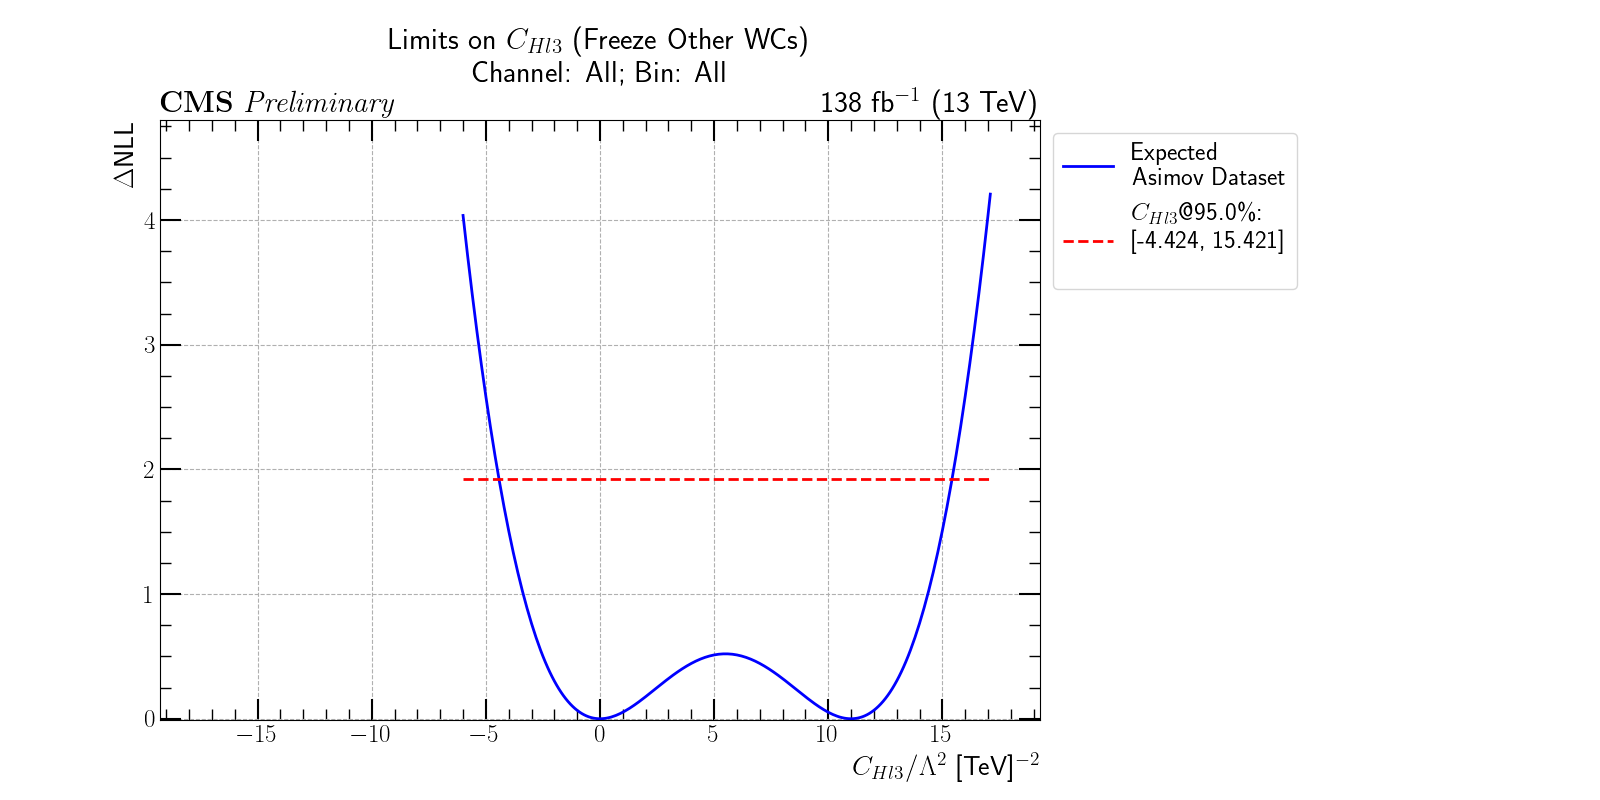 Limits on C_{Hl3} (Freeze Other WCs)
Channel: All; Bin: All
CMS Preliminary
138 fb⁻¹ (13 TeV)
ΔNLL
4
3
2
1
0
−15
−10
−5
0
5
10
15
C_{Hl3}/Λ² [TeV]⁻²
Expected
Asimov Dataset
C_{Hl3}@95.0%:
[-4.424, 15.421]